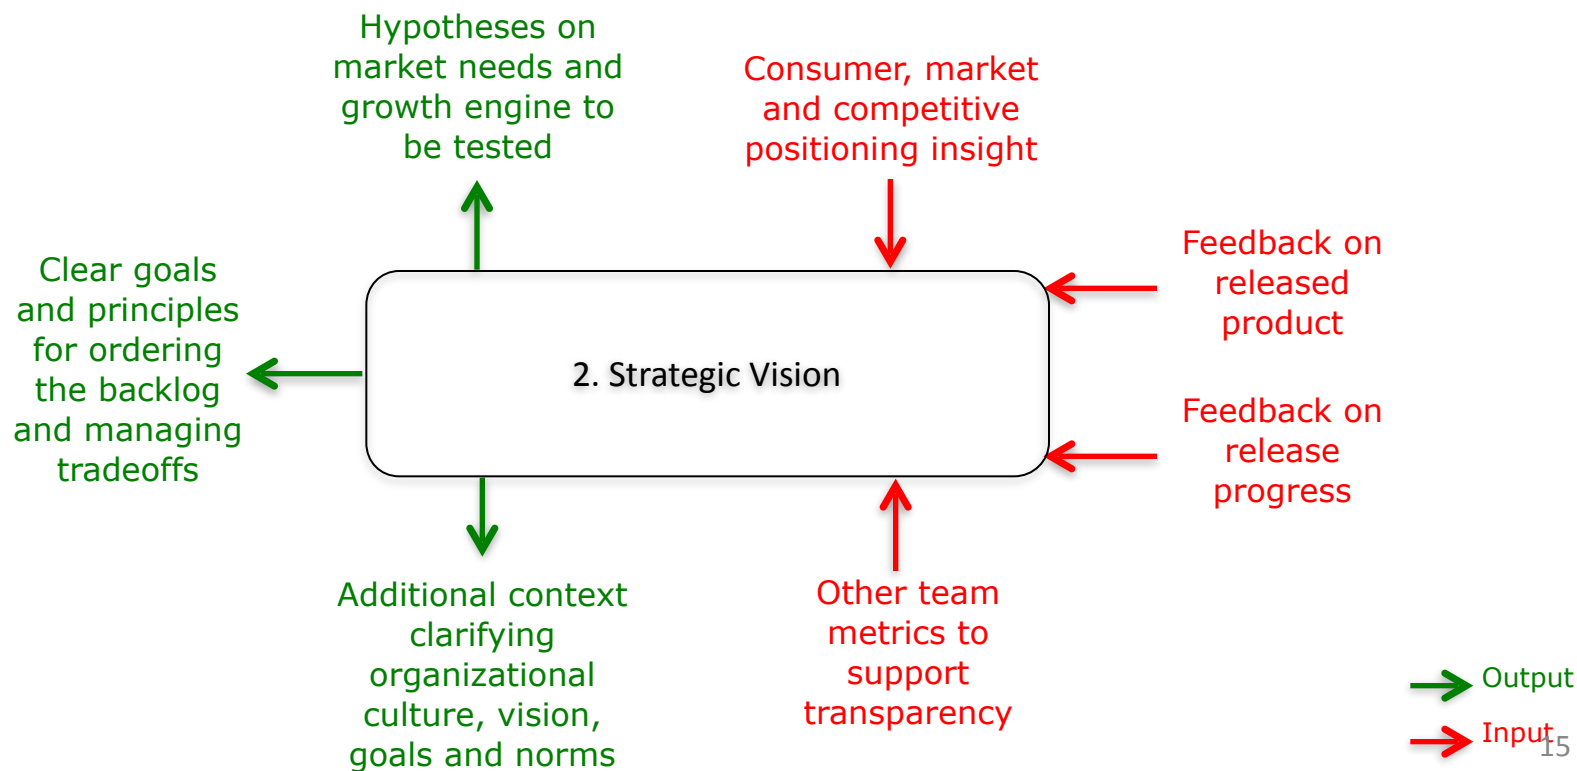 Hypotheses on
market needs and
growth engine to
be tested
Consumer, market
and competitive
positioning insight
Clear goals
and principles
for ordering
the backlog
and managing
tradeoffs
2. Strategic Vision
Feedback on
released
product
Feedback on
release
progress
Additional context
clarifying
organizational
culture, vision,
goals and norms
Other team
metrics to
support
transparency
Output
Input
15